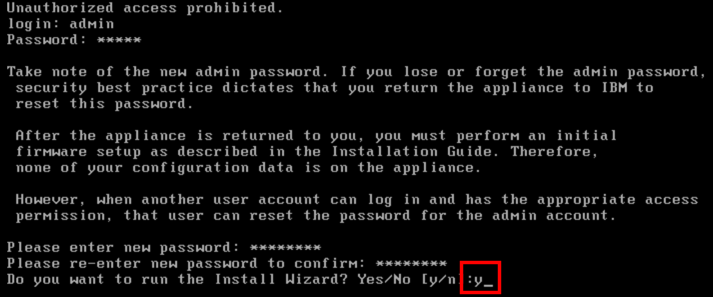 Unauthorized access prohibited.
login: admin
Password: *****
Take note of the new admin password. If you lose or forget the admin password,
security best practice dictates that you return the appliance to IBM to
reset this password.
After the appliance is returned to you, you must perform an initial
firmware setup as described in the Installation Guide. Therefore,
none of your configuration data is on the appliance.
However, when another user account can log in and has the appropriate access
permission, that user can reset the password for the admin account.
Please enter new password: ********
Please re-enter new password to confirm: ********
Do you want to run the Install Wizard? Yes/No [y/n]:y_